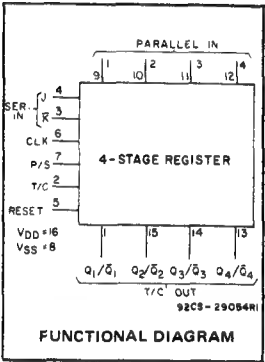 PARALLEL IN
1 2 3 4
9 10 11 12
SER. IN
J 4
K̅ 3
CLK 6
P/S 7
T/C 2
RESET 5
4-STAGE REGISTER
VDD = 16
VSS = 8
1 15 14 13
Q1/Q̅1 Q2/Q̅2 Q3/Q̅3 Q4/Q̅4
T/C OUT
92CS-29054R1
FUNCTIONAL DIAGRAM